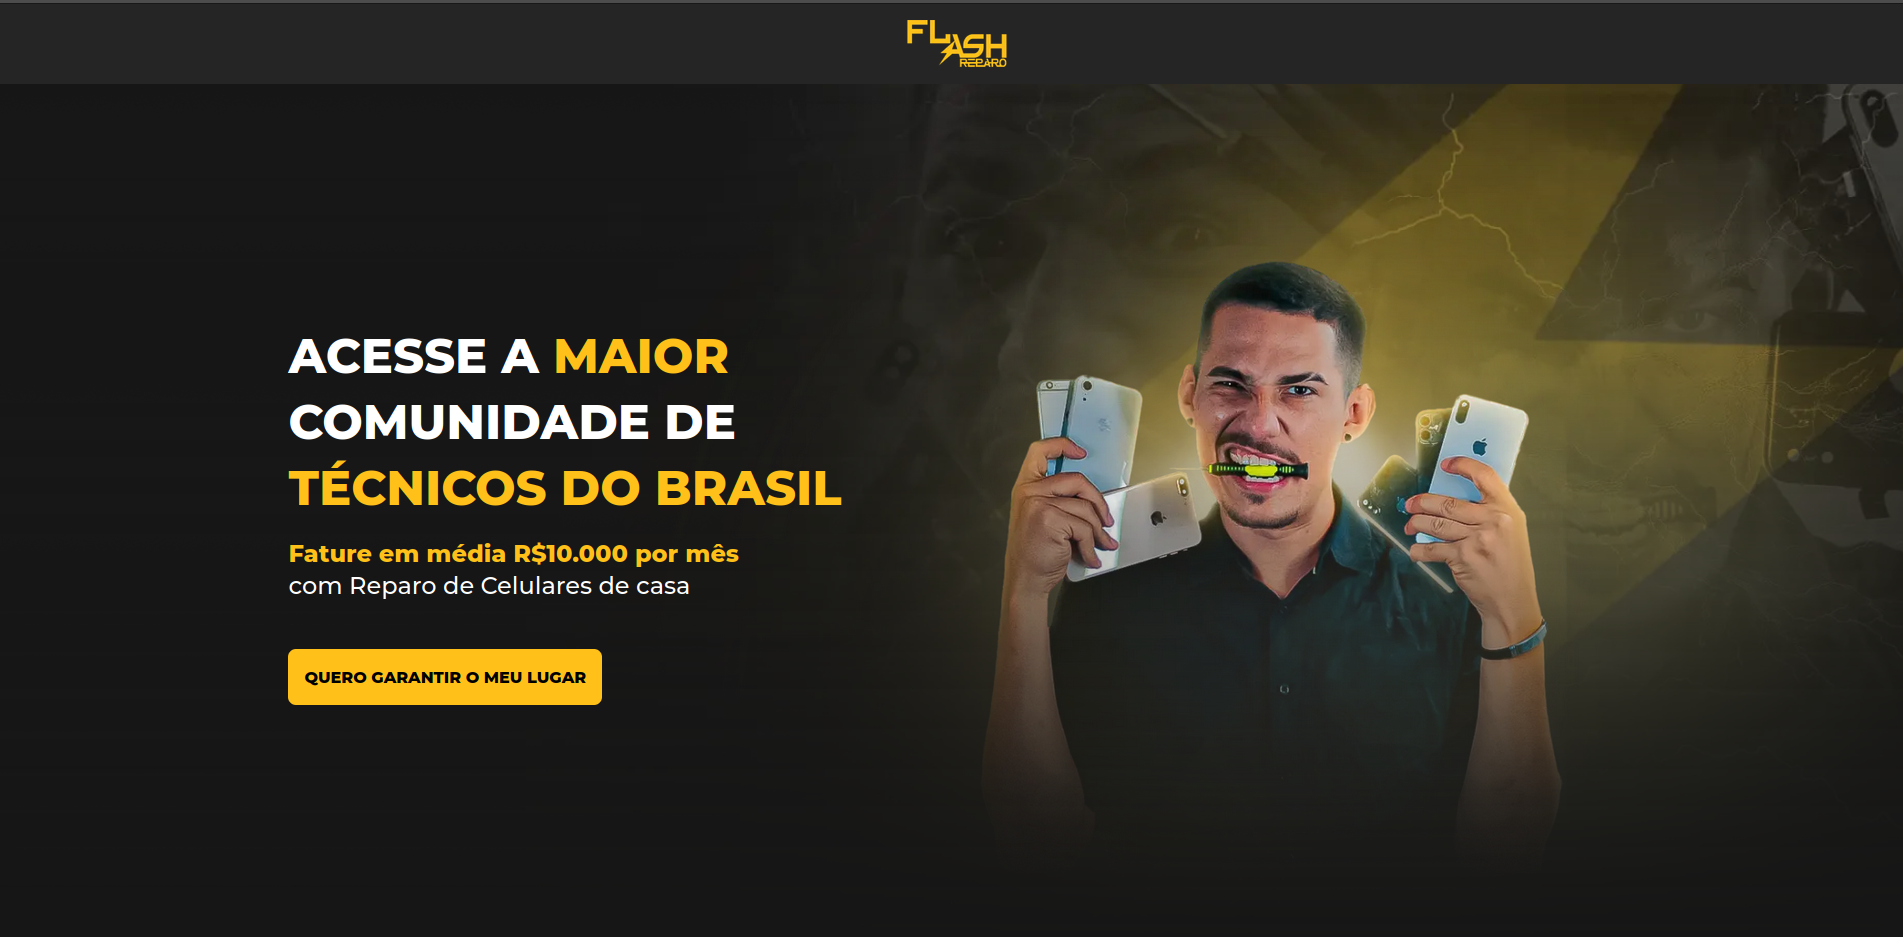 FLASH
REPARO
ACESSE A MAIOR
COMUNIDADE DE
TÉCNICOS DO BRASIL
Fature em média R$10.000 por mês
com Reparo de Celulares de casa
QUERO GARANTIR O MEU LUGAR